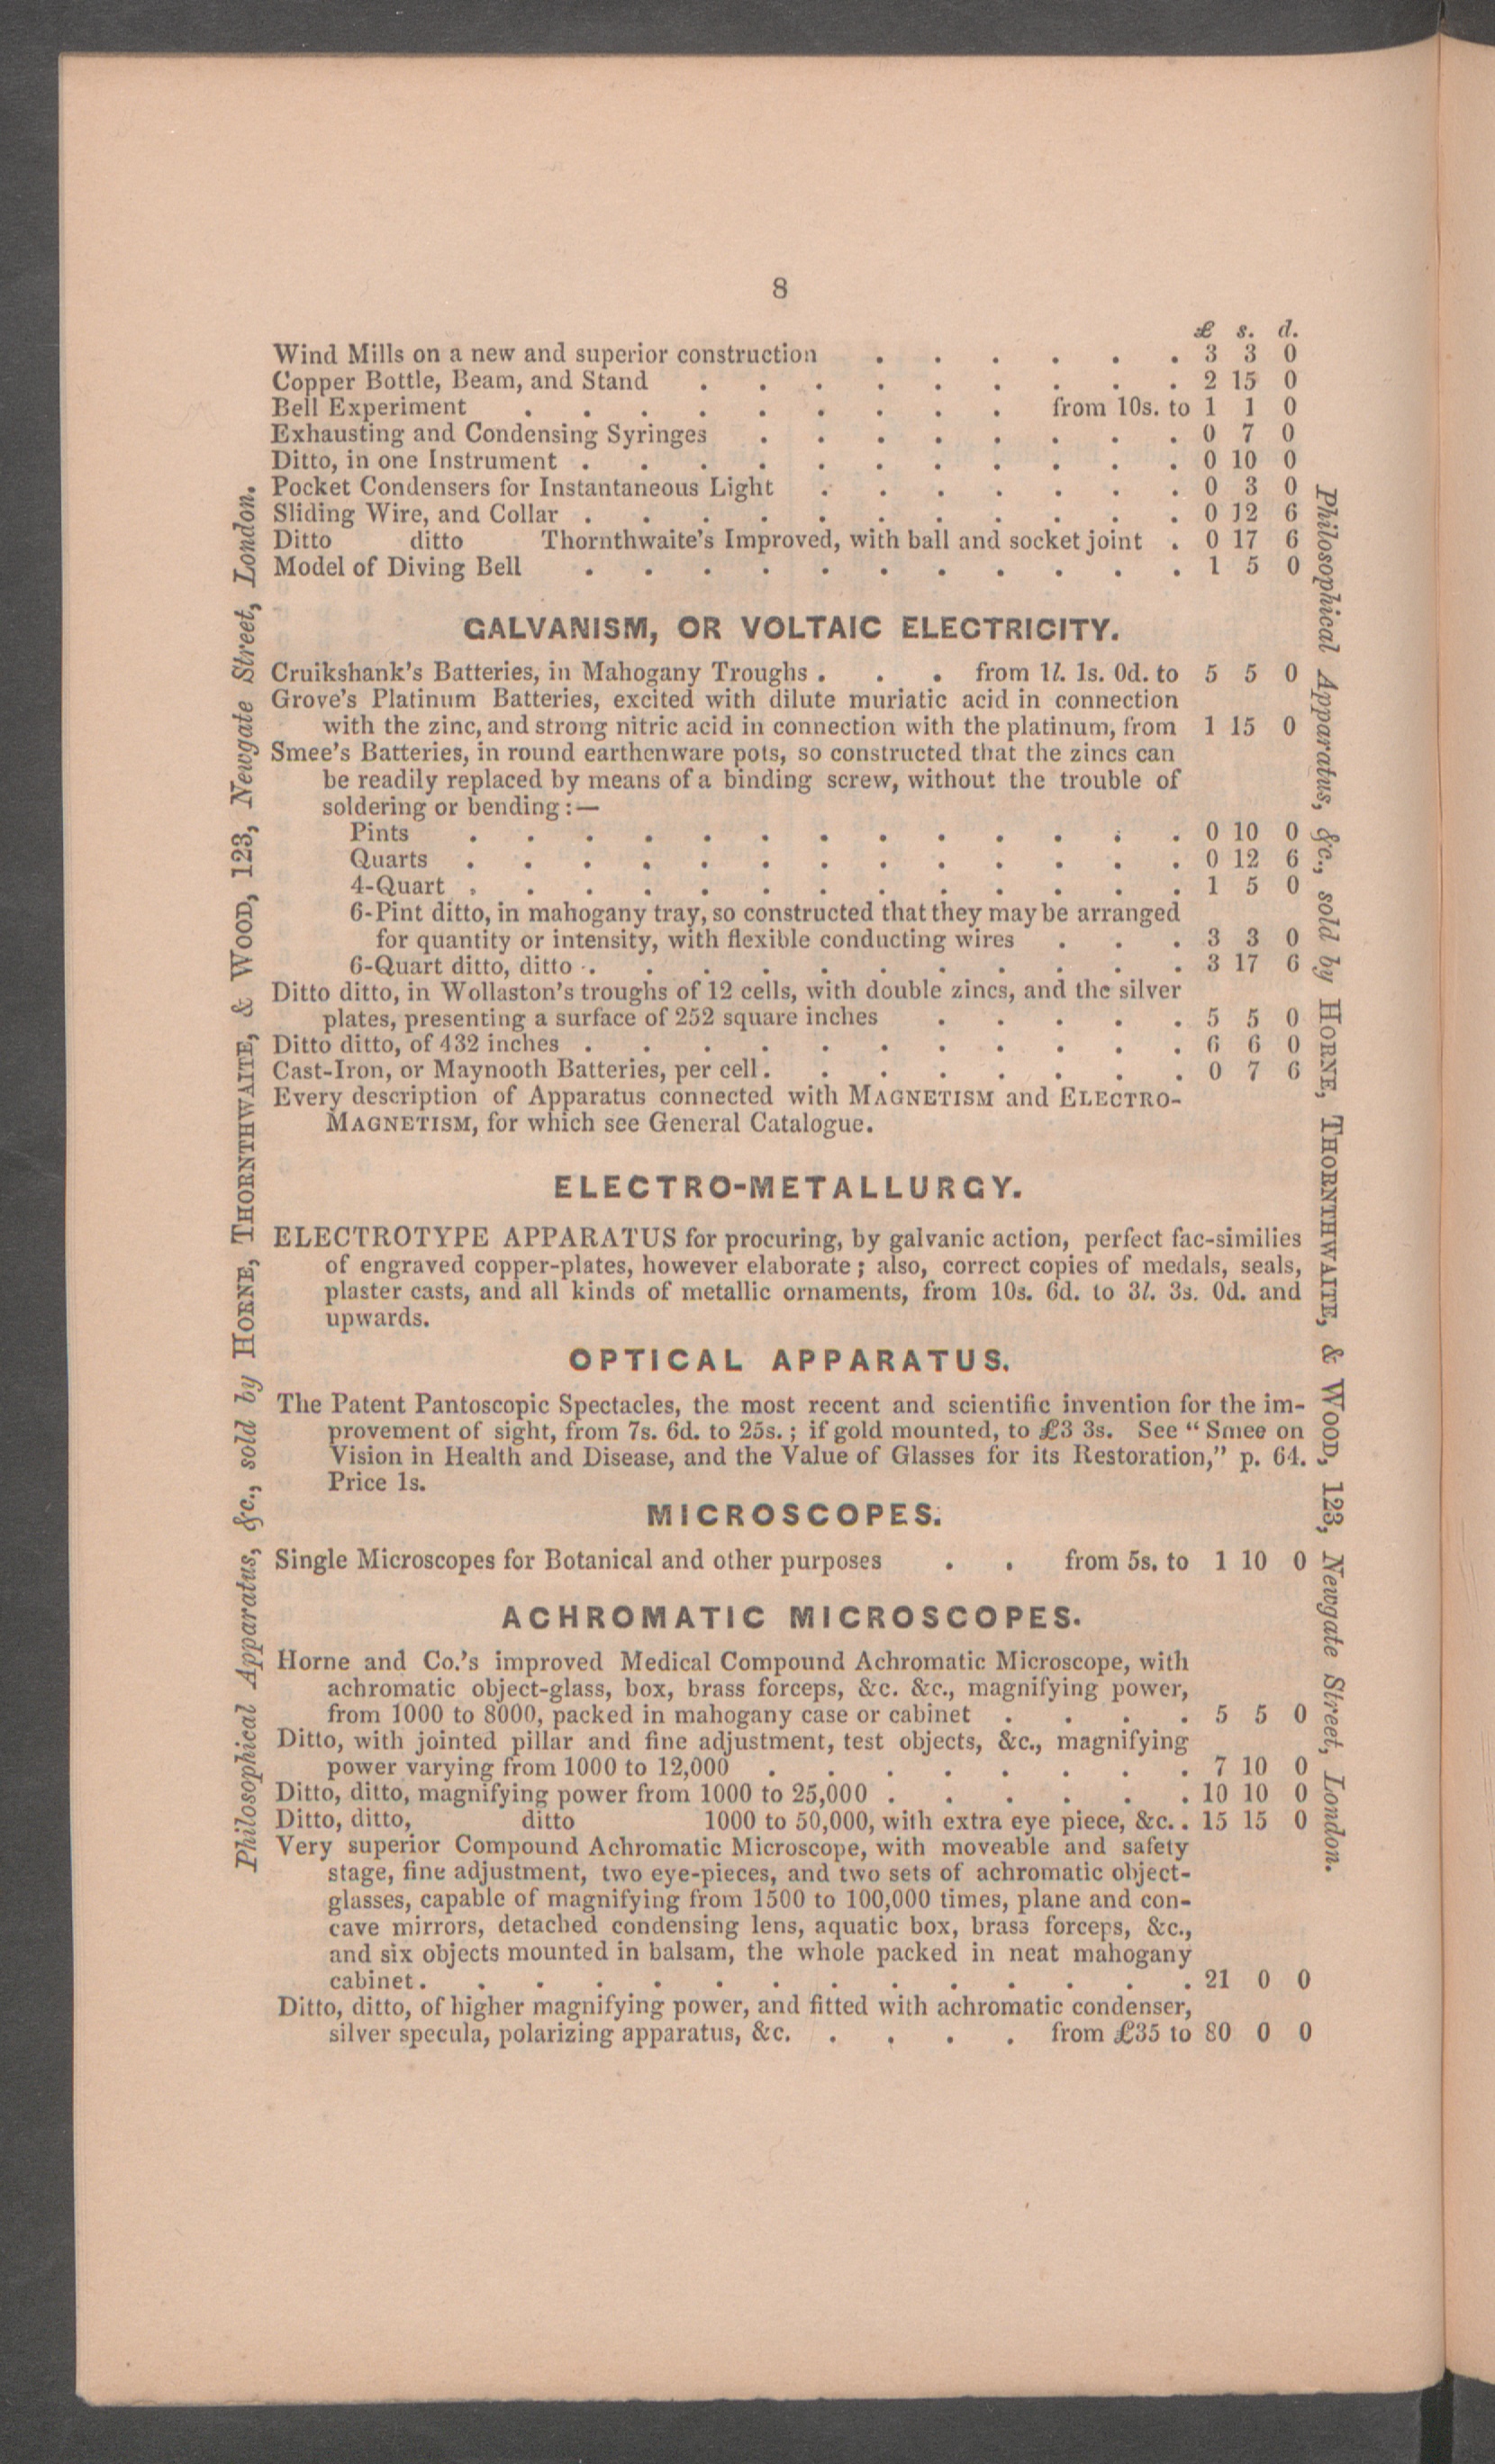 8
£ s. d.
Wind Mills on a new and superior construction . . . . . . 3 3 0
Copper Bottle, Beam, and Stand . . . . . . . . . 2 15 0
Bell Experiment . . . . . . . . . from 10s. to 1 1 0
Exhausting and Condensing Syringes . . . . . . . . 0 7 0
Ditto, in one Instrument . . . . . . . . . . . 0 10 0
Pocket Condensers for Instantaneous Light . . . . . . . 0 3 0
Sliding Wire, and Collar . . . . . . . . . . . 0 12 6
Ditto ditto Thornthwaite's Improved, with ball and socket joint . 0 17 6
Model of Diving Bell . . . . . . . . . . . 1 5 0
GALVANISM, OR VOLTAIC ELECTRICITY.
Cruikshank's Batteries, in Mahogany Troughs . . . from 1l. 1s. 0d. to 5 5 0
Grove's Platinum Batteries, excited with dilute muriatic acid in connection
with the zinc, and strong nitric acid in connection with the platinum, from 1 15 0
Smee's Batteries, in round earthenware pots, so constructed that the zincs can
be readily replaced by means of a binding screw, without the trouble of
soldering or bending :—
Pints . . . . . . . . . . . . . 0 10 0
Quarts . . . . . . . . . . . . . 0 12 6
4-Quart . . . . . . . . . . . . . 1 5 0
6-Pint ditto, in mahogany tray, so constructed that they may be arranged
for quantity or intensity, with flexible conducting wires . . . 3 3 0
6-Quart ditto, ditto . . . . . . . . . . . 3 17 6
Ditto ditto, in Wollaston's troughs of 12 cells, with double zincs, and the silver
plates, presenting a surface of 252 square inches . . . . . 5 5 0
Ditto ditto, of 432 inches . . . . . . . . . . . 6 6 0
Cast-Iron, or Maynooth Batteries, per cell . . . . . . . . 0 7 6
Every description of Apparatus connected with MAGNETISM and ELECTRO-
MAGNETISM, for which see General Catalogue.
ELECTRO-METALLURGY.
ELECTROTYPE APPARATUS for procuring, by galvanic action, perfect fac-similies
of engraved copper-plates, however elaborate ; also, correct copies of medals, seals,
plaster casts, and all kinds of metallic ornaments, from 10s. 6d. to 3l. 3s. 0d. and
upwards.
OPTICAL APPARATUS.
The Patent Pantoscopic Spectacles, the most recent and scientific invention for the im-
provement of sight, from 7s. 6d. to 25s. ; if gold mounted, to £3 3s. See "Smee on
Vision in Health and Disease, and the Value of Glasses for its Restoration," p. 64.
Price 1s.
MICROSCOPES.
Single Microscopes for Botanical and other purposes . . from 5s. to 1 10 0
ACHROMATIC MICROSCOPES.
Horne and Co.'s improved Medical Compound Achromatic Microscope, with
achromatic object-glass, box, brass forceps, &c. &c., magnifying power,
from 1000 to 8000, packed in mahogany case or cabinet . . . . 5 5 0
Ditto, with jointed pillar and fine adjustment, test objects, &c., magnifying
power varying from 1000 to 12,000 . . . . . . . . 7 10 0
Ditto, ditto, magnifying power from 1000 to 25,000 . . . . . . 10 10 0
Ditto, ditto, ditto 1000 to 50,000, with extra eye piece, &c. . 15 15 0
Very superior Compound Achromatic Microscope, with moveable and safety
stage, fine adjustment, two eye-pieces, and two sets of achromatic object-
glasses, capable of magnifying from 1500 to 100,000 times, plane and con-
cave mirrors, detached condensing lens, aquatic box, brass forceps, &c.,
and six objects mounted in balsam, the whole packed in neat mahogany
cabinet . . . . . . . . . . . . . . 21 0 0
Ditto, ditto, of higher magnifying power, and fitted with achromatic condenser,
silver specula, polarizing apparatus, &c. . . . . from £35 to 80 0 0
Philosophical Apparatus, &c., sold by HORNE, THORNTHWAITE, & WOOD, 123, Newgate Street, London.
Philosophical Apparatus, &c., sold by HORNE, THORNTHWAITE, & WOOD, 123, Newgate Street, London.